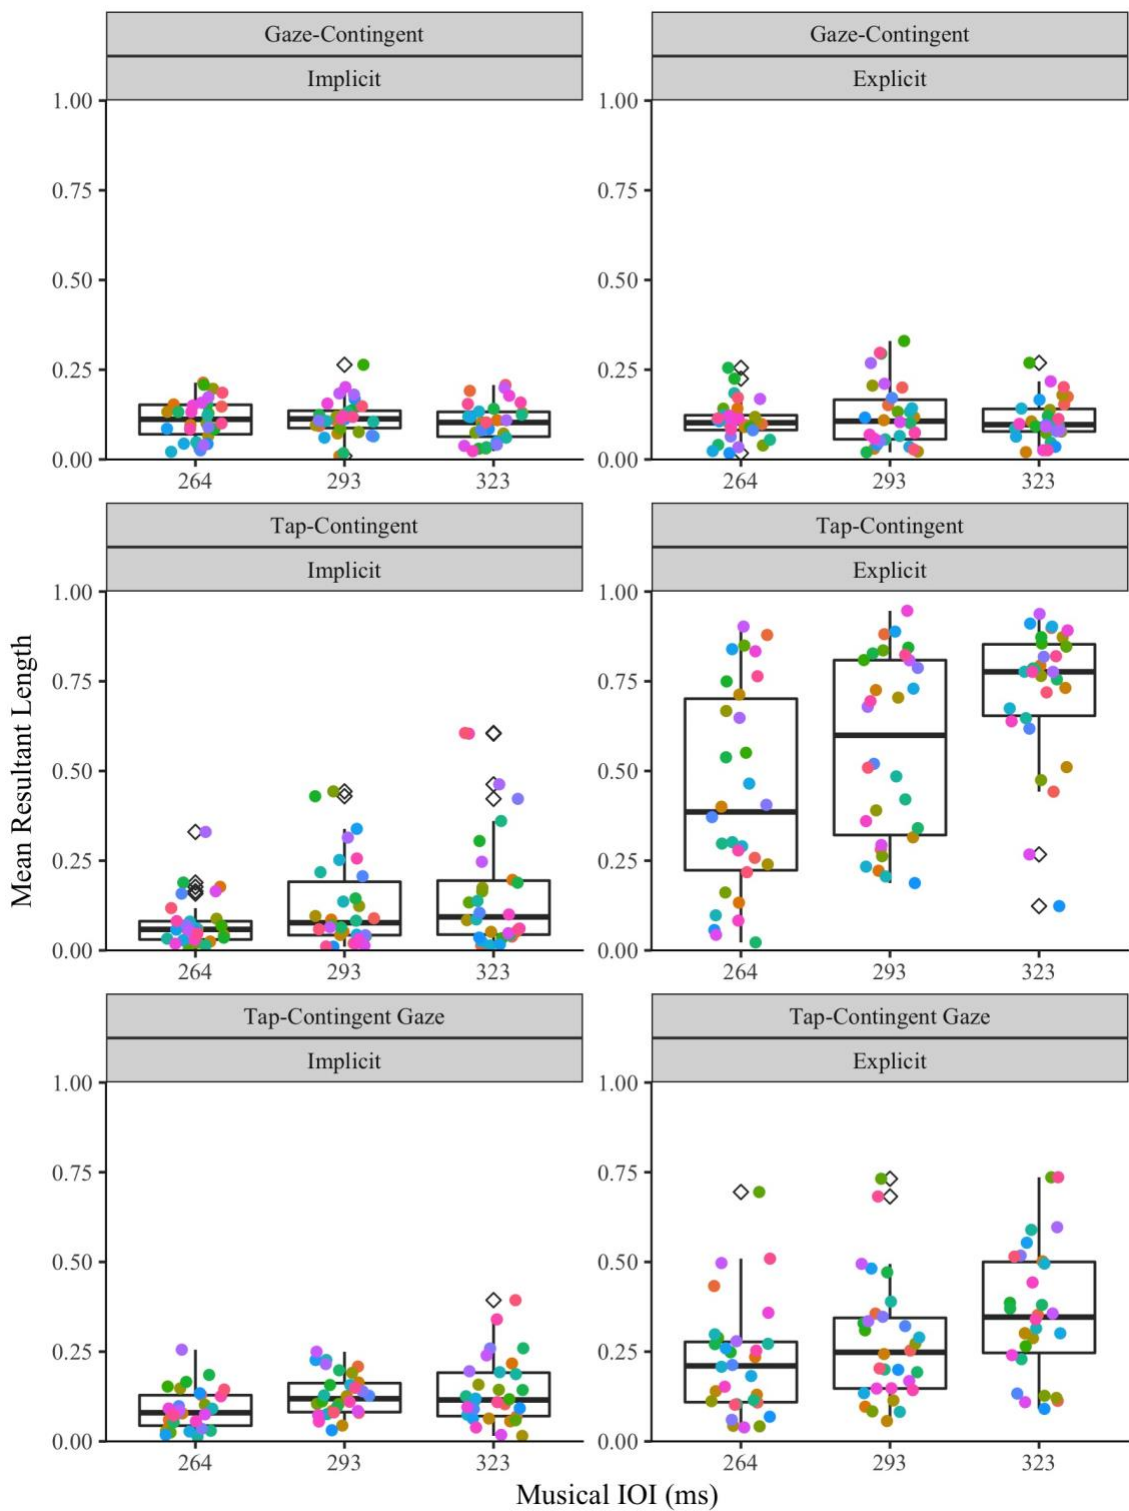 Gaze-Contingent
Implicit
1.00
0.75
0.50
0.25
0.00
264 293 323
Gaze-Contingent
Explicit
1.00
0.75
0.50
0.25
0.00
264 293 323
Tap-Contingent
Implicit
1.00
0.75
0.50
0.25
0.00
264 293 323
Tap-Contingent
Explicit
1.00
0.75
0.50
0.25
0.00
264 293 323
Tap-Contingent Gaze
Implicit
1.00
0.75
0.50
0.25
0.00
264 293 323
Tap-Contingent Gaze
Explicit
1.00
0.75
0.50
0.25
0.00
264 293 323
Mean Resultant Length
Musical IOI (ms)